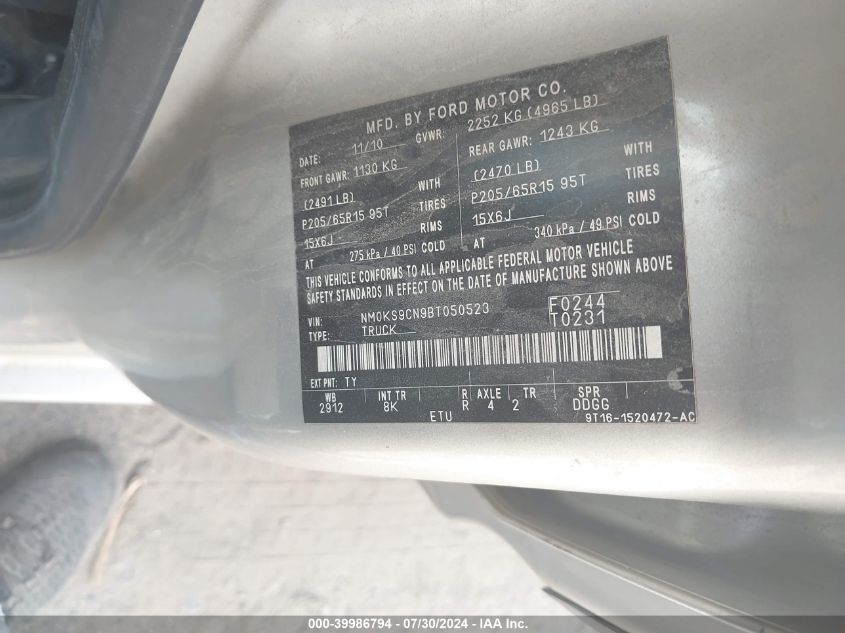 MFD. BY FORD MOTOR CO.
DATE: 11/10 GVWR: 2252 KG (4965 LB)
FRONT GAWR: 1130 KG REAR GAWR: 1243 KG
(2491 LB) WITH (2470 LB) WITH
P205/65R15 95T TIRES P205/65R15 95T TIRES
15X6J RIMS 15X6J RIMS
AT 275 kPa / 40 PSI COLD AT 340 kPa / 49 PSI COLD
THIS VEHICLE CONFORMS TO ALL APPLICABLE FEDERAL MOTOR VEHICLE
SAFETY STANDARDS IN EFFECT ON THE DATE OF MANUFACTURE SHOWN ABOVE
VIN: NM0KS9CN9BT050523 F0244
TYPE: TRUCK T0231
EXT PNT: TY
WB INT TR R AXLE TR SPR
2912 8K R 4 2 DDGG
ETU 9T16-1520472-AC
000-39986794 - 07/30/2024 - IAA Inc.